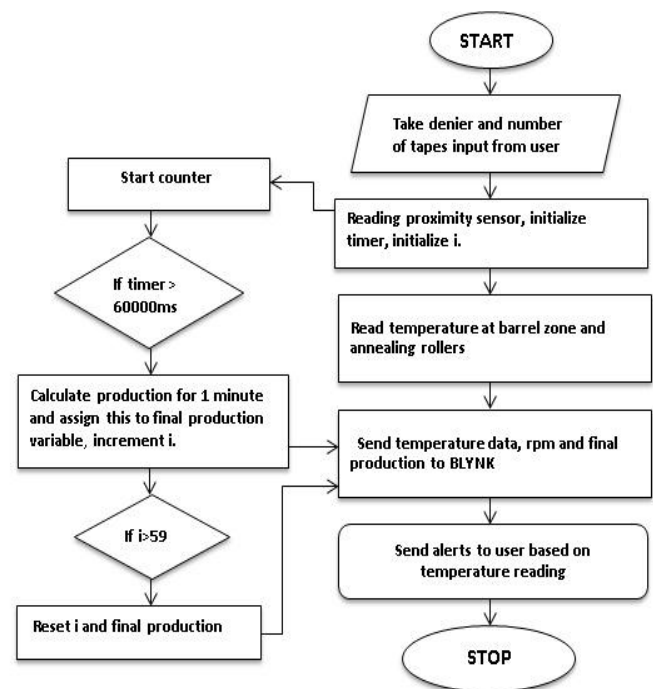 START
Take denier and number
of tapes input from user
Start counter
Reading proximity sensor, initialize
timer, initialize i.
If timer >
60000ms
Read temperature at barrel zone and
annealing rollers
Calculate production for 1 minute
and assign this to final production
variable, increment i.
Send temperature data, rpm and final
production to BLYNK
If i>59
Send alerts to user based on
temperature reading
Reset i and final production
STOP